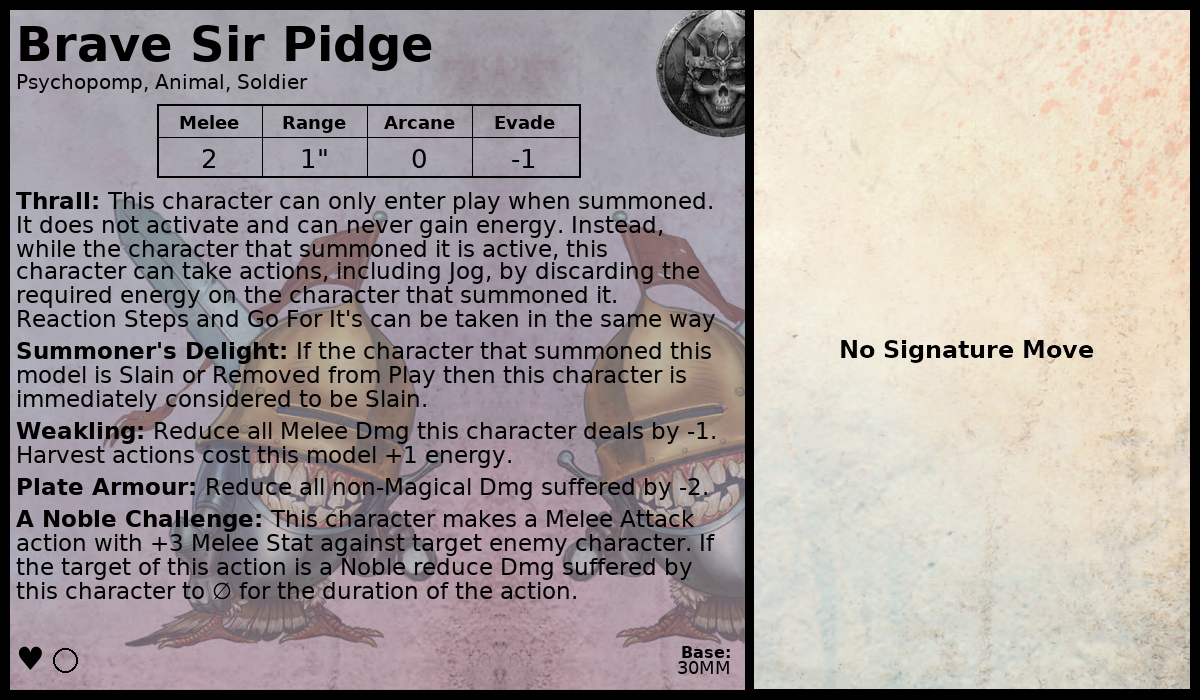 Brave Sir Pidge
Psychopomp, Animal, Soldier
Melee Range Arcane Evade
2 1" 0 -1
Thrall: This character can only enter play when summoned.
It does not activate and can never gain energy. Instead,
while the character that summoned it is active, this
character can take actions, including Jog, by discarding the
required energy on the character that summoned it.
Reaction Steps and Go For It's can be taken in the same way
Summoner's Delight: If the character that summoned this
model is Slain or Removed from Play then this character is
immediately considered to be Slain.
Weakling: Reduce all Melee Dmg this character deals by -1.
Harvest actions cost this model +1 energy.
Plate Armour: Reduce all non-Magical Dmg suffered by -2.
A Noble Challenge: This character makes a Melee Attack
action with +3 Melee Stat against target enemy character. If
the target of this action is a Noble reduce Dmg suffered by
this character to ∅ for the duration of the action.
Base:
30MM
No Signature Move